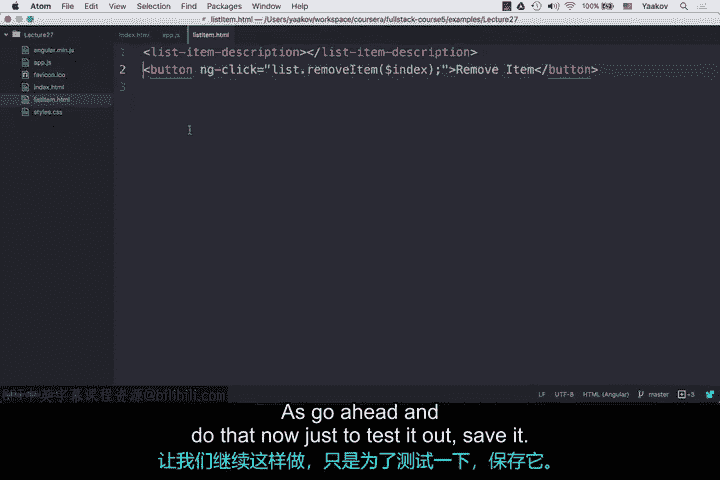 Atom File Edit View Selection Find Packages Window Help 100% Yaakov
listItem.html — /Users/yaakov/workspace/coursera/fullstack-course5/examples/Lecture27
Lecture27
index.html app.js listItem.html
angular.min.js
app.js
favicon.ico
index.html
listItem.html
styles.css
1 <list-item-description></list-item-description>
2 <button ng-click="list.removeItem($index);">Remove Item</button>
3
LF UTF-8 HTML (Angular) master +3
As go ahead and
do that now just to test it out, save it.
让我们继续这样做，只是为了测试一下，保存它。